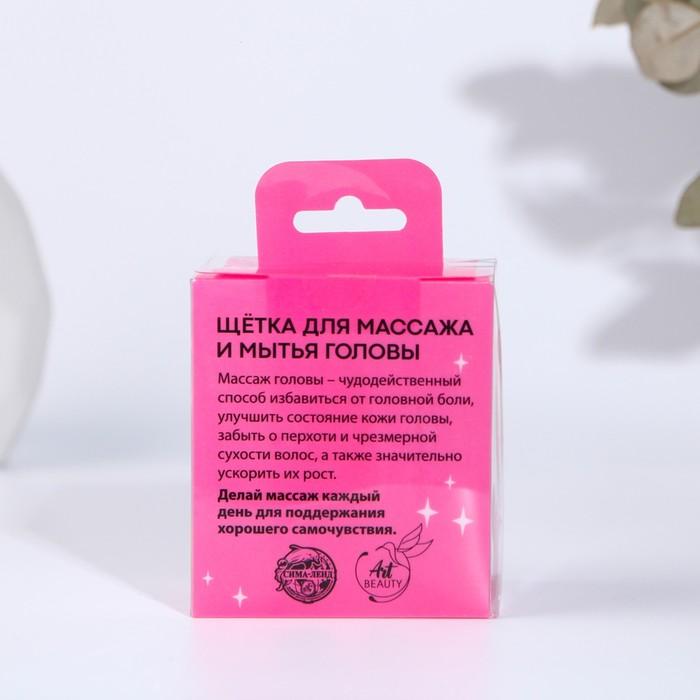 ЩЁТКА ДЛЯ МАССАЖА
И МЫТЬЯ ГОЛОВЫ
Массаж головы – чудодейственный
способ избавиться от головной боли,
улучшить состояние кожи головы,
забыть о перхоти и чрезмерной
сухости волос, а также значительно
ускорить их рост.
Делай массаж каждый
день для поддержания
хорошего самочувствия.
СИМА-ЛЕНД
Art
BEAUTY